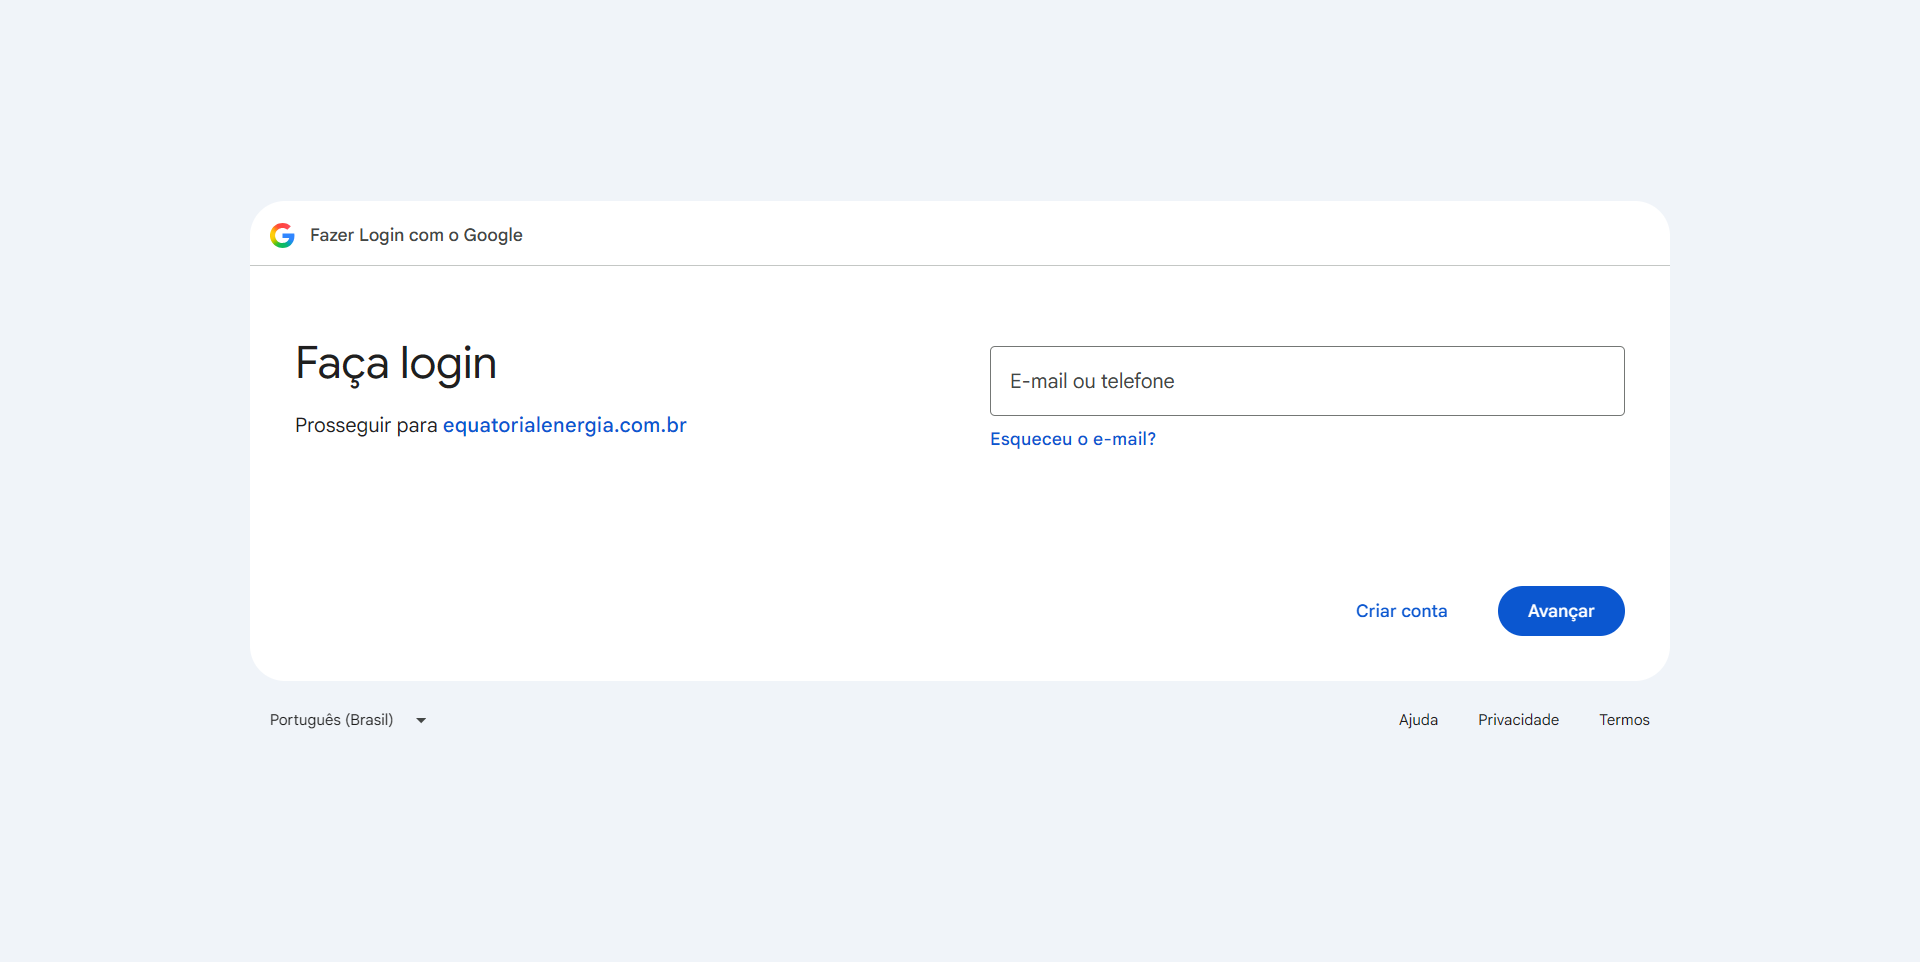 Fazer Login com o Google
Faça login
Prosseguir para equatorialenergia.com.br
E-mail ou telefone
Esqueceu o e-mail?
Criar conta
Avançar
Português (Brasil)
Ajuda
Privacidade
Termos